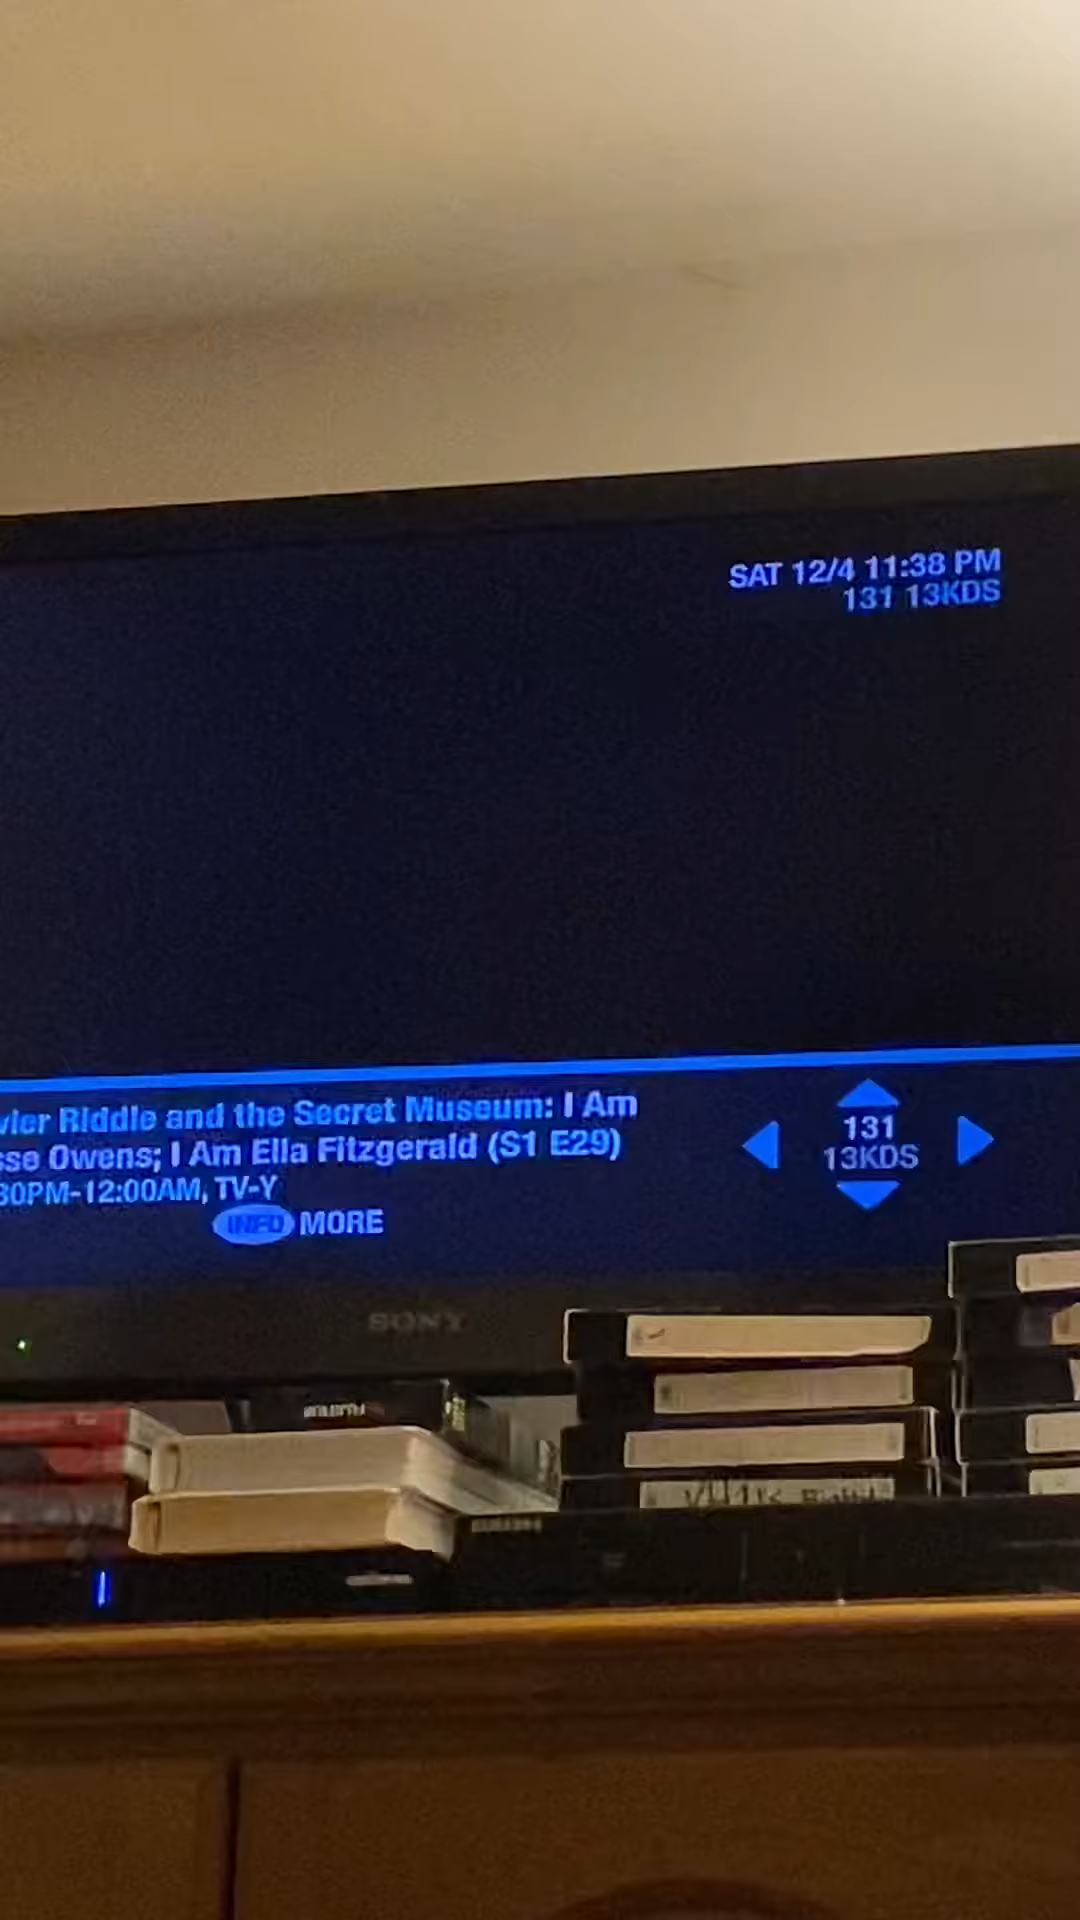 SAT 12/4 11:38 PM
131 13KDS
vier Riddle and the Secret Museum: I Am
sse Owens; I Am Ella Fitzgerald (S1 E29)
30PM-12:00AM, TV-Y
INFO MORE
131
13KDS
SONY